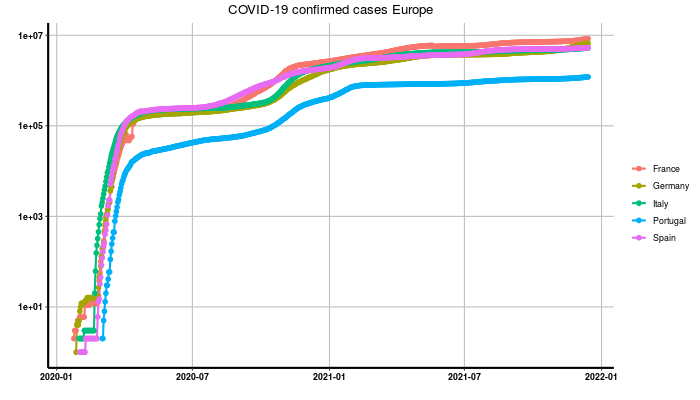 COVID-19 confirmed cases Europe
1e+07
1e+05
1e+03
1e+01
2020-01
2020-07
2021-01
2021-07
2022-01
France
Germany
Italy
Portugal
Spain